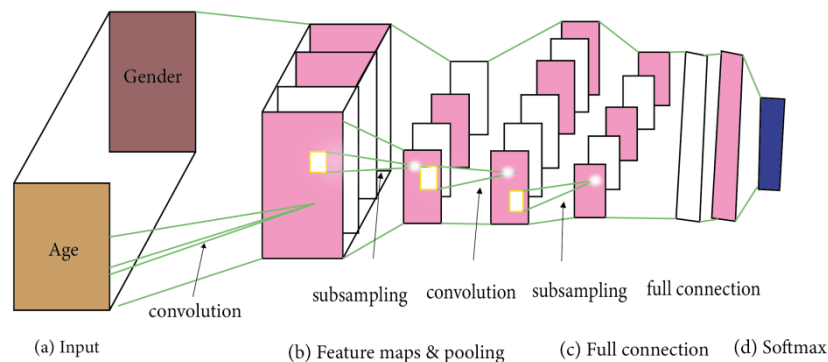 Gender
Age
convolution
subsampling
convolution
subsampling
full connection
(a) Input
(b) Feature maps & pooling
(c) Full connection
(d) Softmax